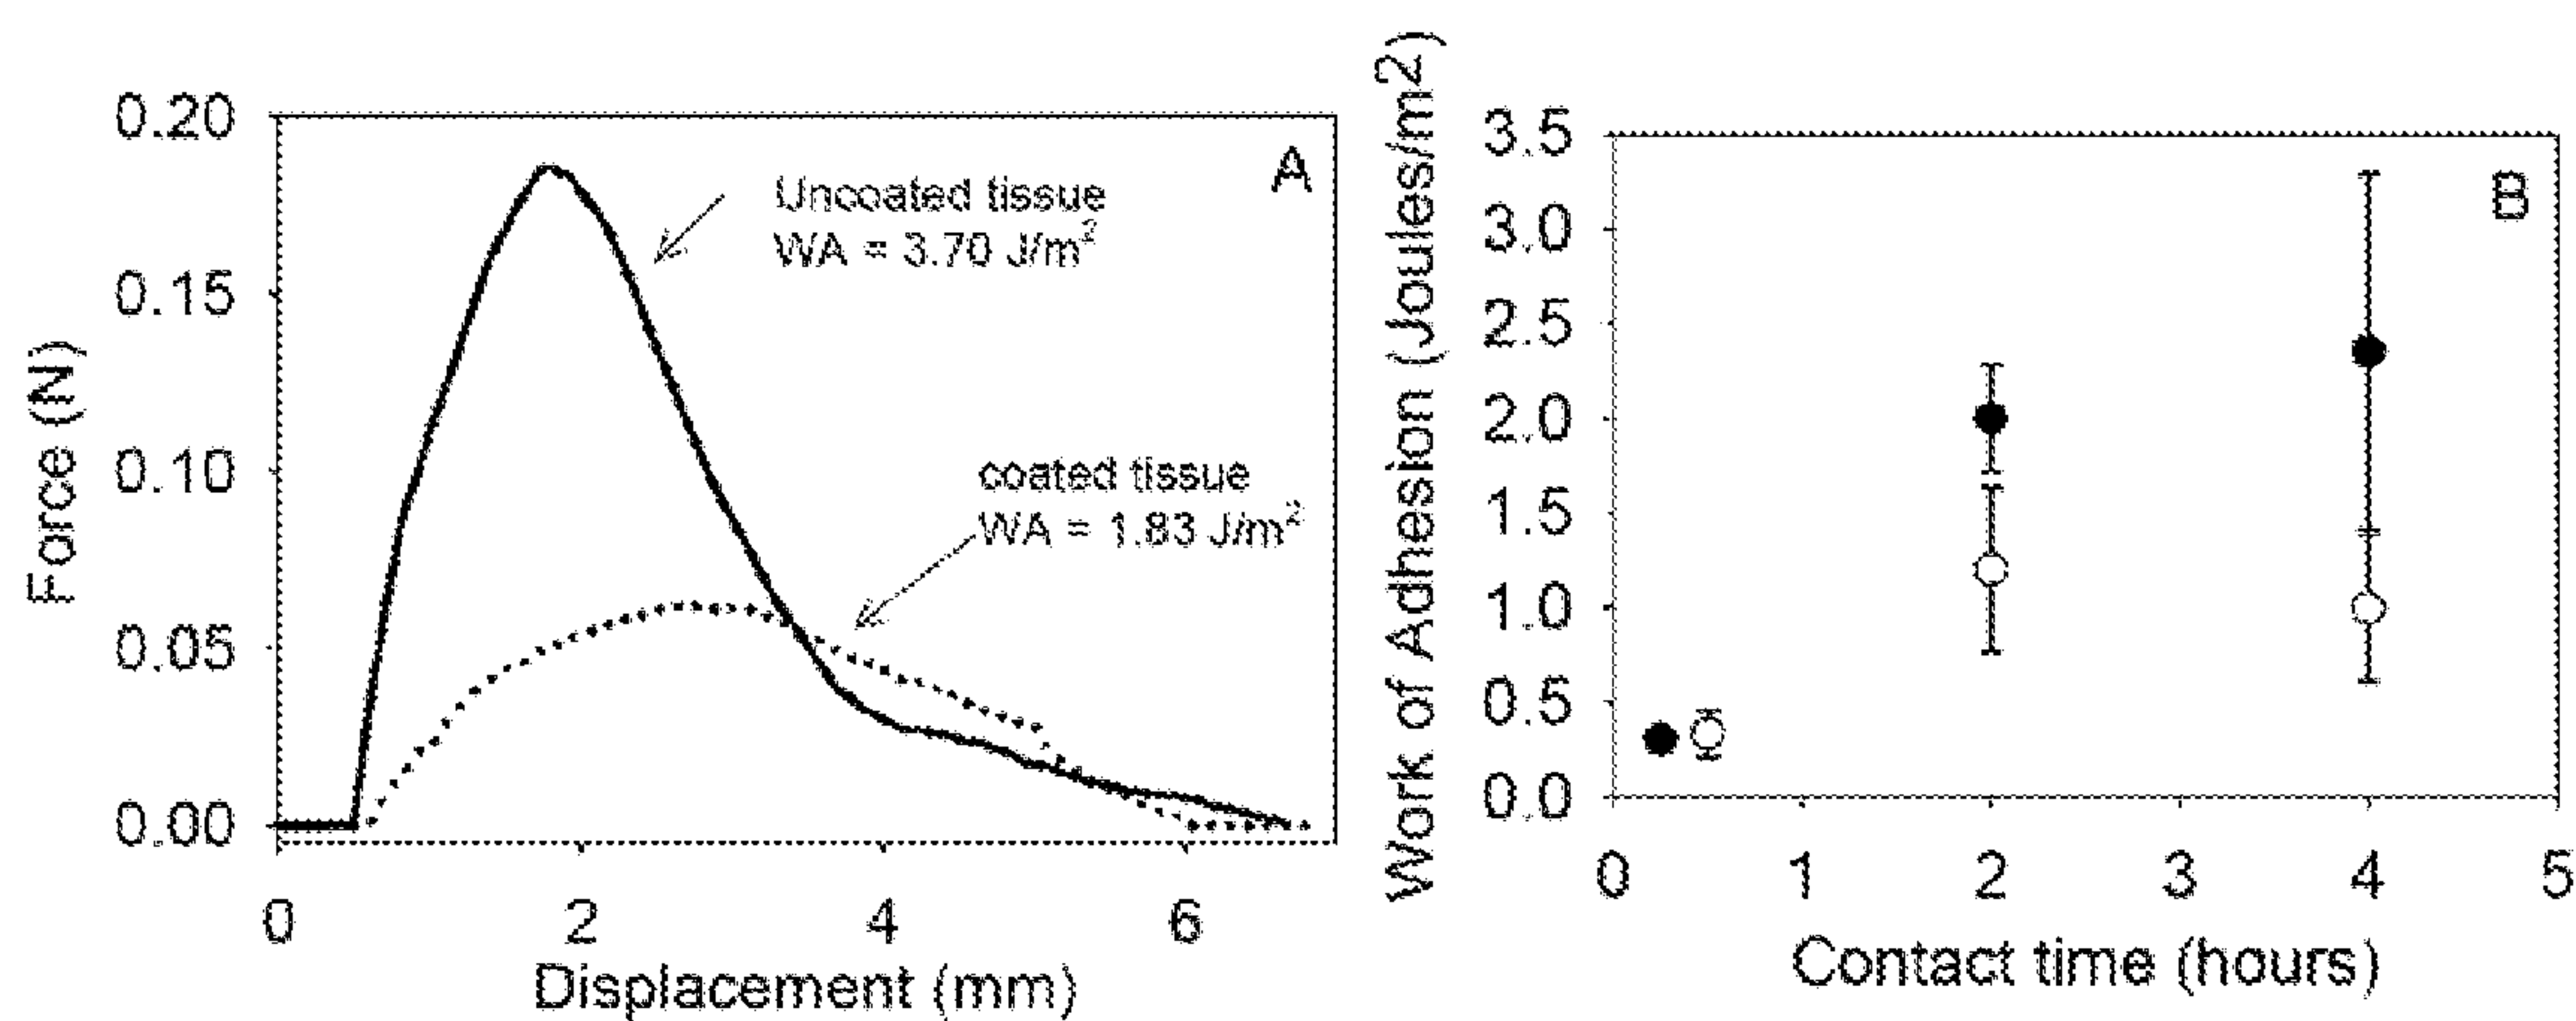 0.20
0.15
0.10
0.05
0.00
Force (N)
A
Uncoated tissue
WA = 3.70 J/m²
coated tissue
WA = 1.83 J/m²
0 2 4 6
Displacement (mm)
Work of Adhesion (Joules/m2)
3.5
3.0
2.5
2.0
1.5
1.0
0.5
0.0
B
0 1 2 3 4 5
Contact time (hours)